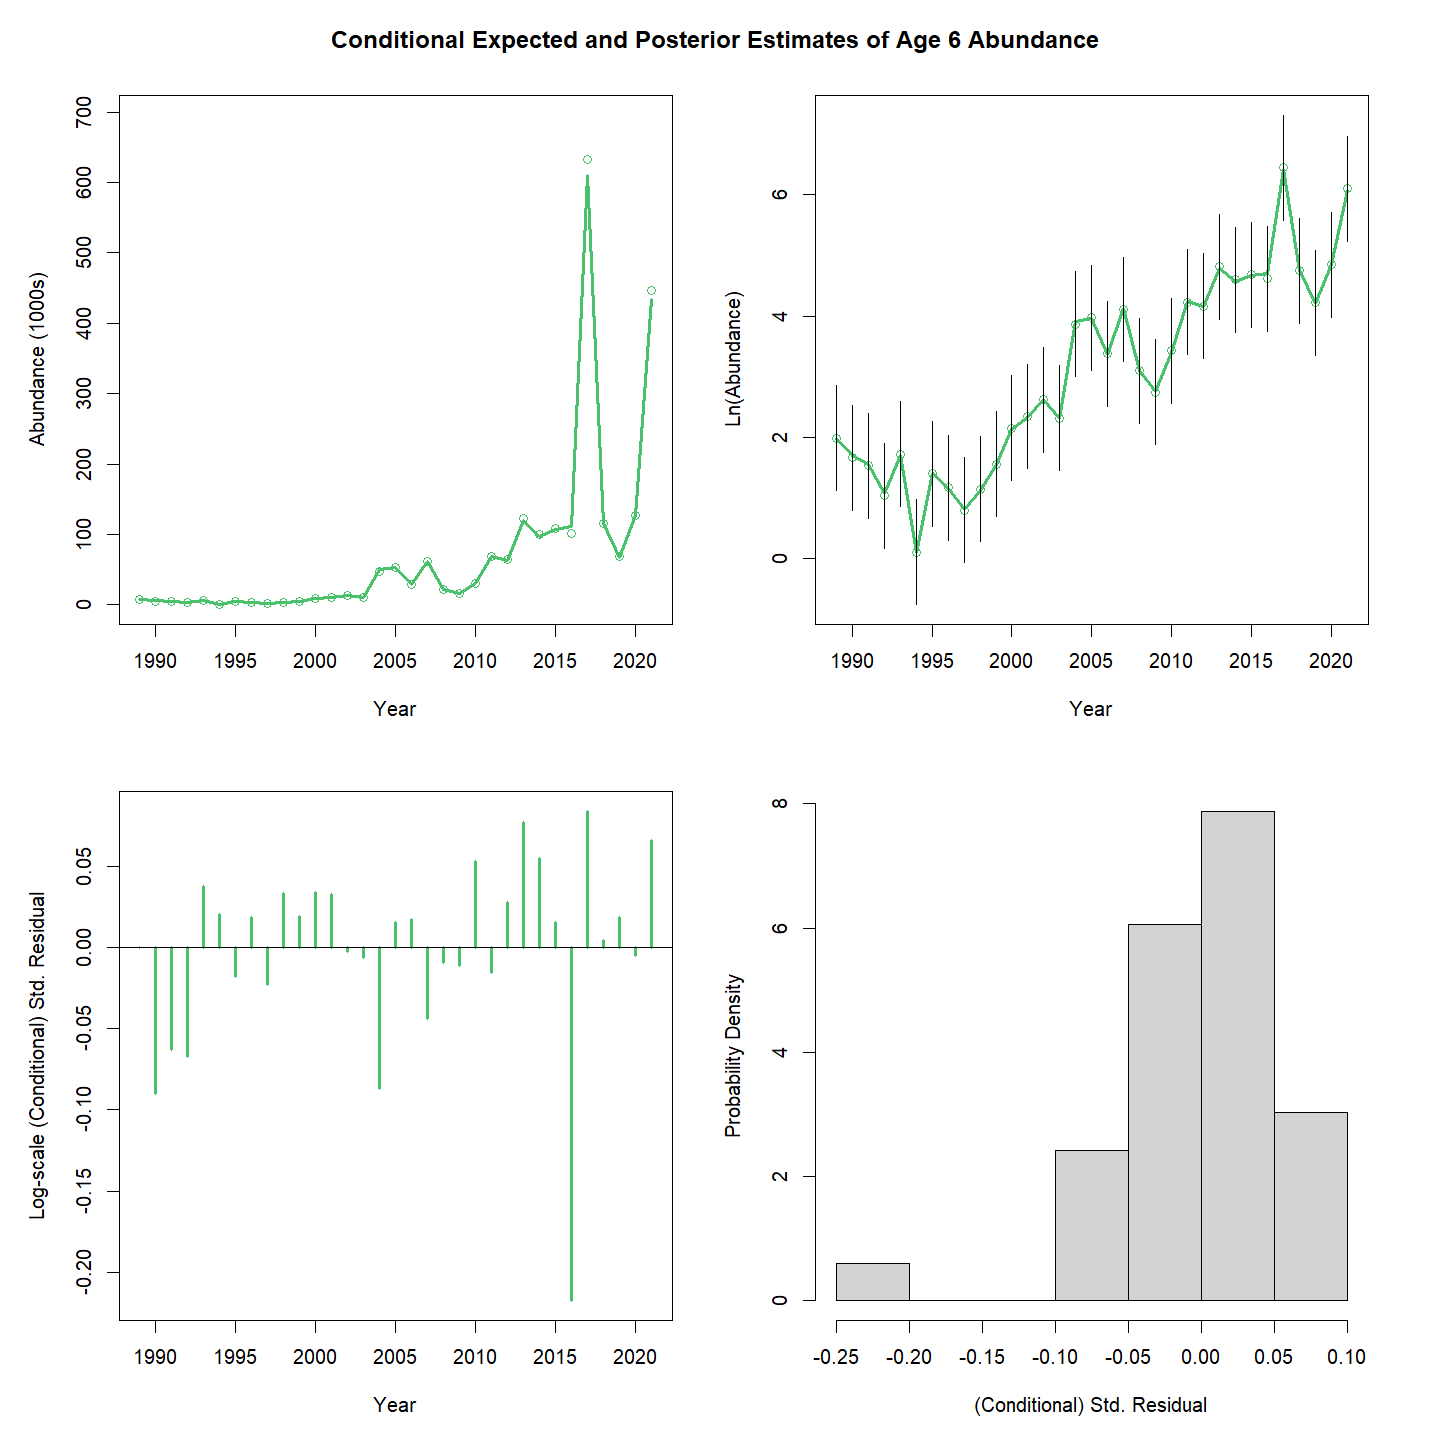 Conditional Expected and Posterior Estimates of Age 6 Abundance
Abundance (1000s)
700
600
500
400
300
200
100
0
1990 1995 2000 2005 2010 2015 2020
Year
Ln(Abundance)
6
4
2
0
1990 1995 2000 2005 2010 2015 2020
Year
Log-scale (Conditional) Std. Residual
0.05
0.00
-0.05
-0.10
-0.15
-0.20
1990 1995 2000 2005 2010 2015 2020
Year
Probability Density
8
6
4
2
0
-0.25 -0.20 -0.15 -0.10 -0.05 0.00 0.05 0.10
(Conditional) Std. Residual